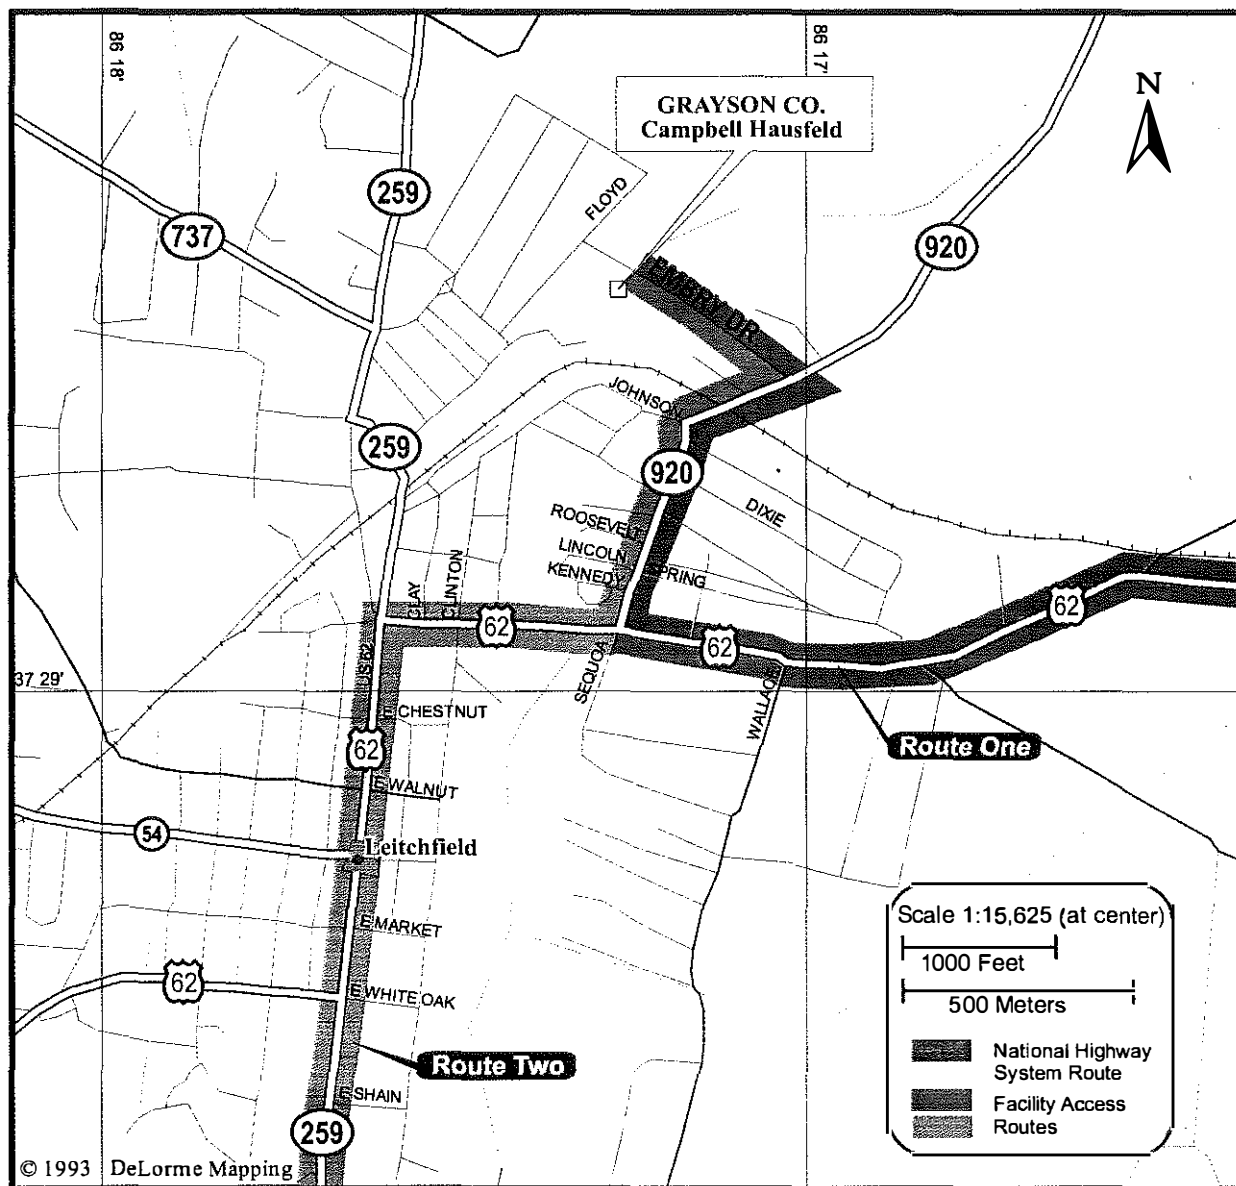 86 18'
86 17'
GRAYSON CO.
Campbell Hausfeld
N
259
FLOYD
737
920
EMBRY DR
JOHNSON
259
920
DIXIE
ROOSEVELT
LINCOLN
KENNEDY
SPRING
CLAY
CLINTON
62
62
62
SEQUOA
US 62
37 29'
WALLACE
E CHESTNUT
Route One
62
E WALNUT
54
Leitchfield
E MARKET
62
E WHITE OAK
Route Two
E SHAIN
259
Scale 1:15,625 (at center)
1000 Feet
500 Meters
National Highway
System Route
Facility Access
Routes
© 1993 DeLorme Mapping